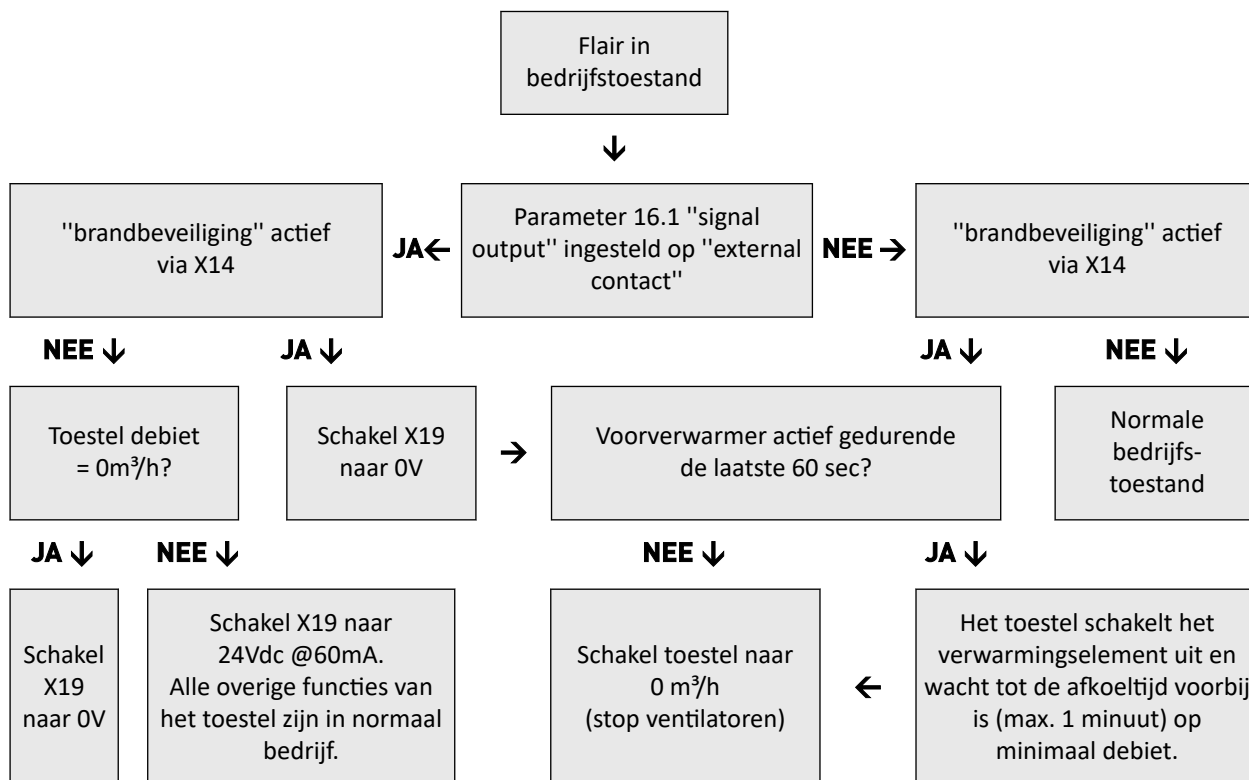 Flair in
bedrijfstoestand
↓
"brandbeveiliging" actief
via X14
JA←
Parameter 16.1 "signal
output" ingesteld op "external
contact"
NEE →
"brandbeveiliging" actief
via X14
NEE ↓
JA ↓
JA ↓
NEE ↓
Toestel debiet
= 0m³/h?
Schakel X19
naar 0V
→
Voorverwarmer actief gedurende
de laatste 60 sec?
Normale
bedrijfs-
toestand
JA ↓
NEE ↓
NEE ↓
JA ↓
Schakel
X19
naar 0V
Schakel X19 naar
24Vdc @60mA.
Alle overige functies van
het toestel zijn in normaal
bedrijf.
Schakel toestel naar
0 m³/h
(stop ventilatoren)
←
Het toestel schakelt het
verwarmingselement uit en
wacht tot de afkoeltijd voorbij
is (max. 1 minuut) op
minimaal debiet.